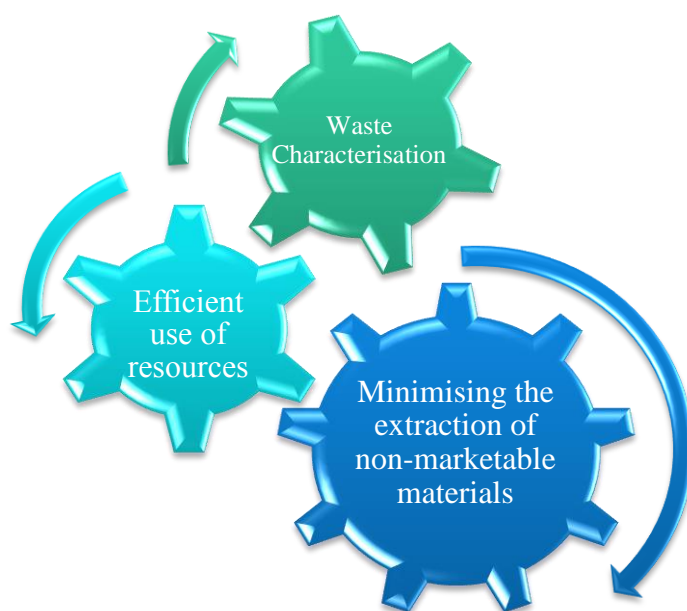 Waste
Characterisation
Efficient
use of
resources
Minimising the
extraction of
non-marketable
materials